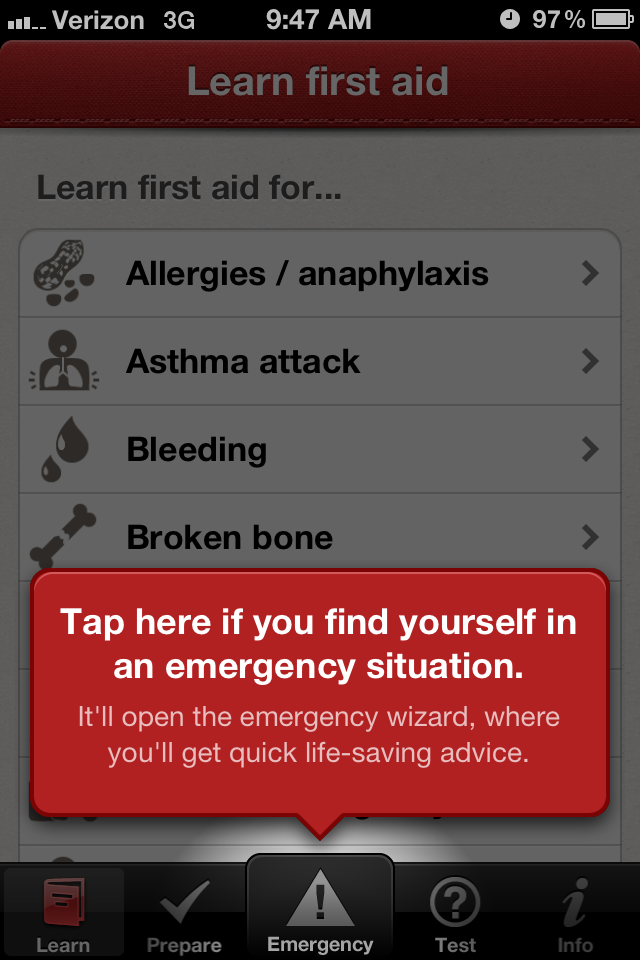 Verizon 3G 9:47 AM 97%
Learn first aid
Learn first aid for...
Allergies / anaphylaxis
Asthma attack
Bleeding
Broken bone
Tap here if you find yourself in
an emergency situation.
It'll open the emergency wizard, where
you'll get quick life-saving advice.
Learn Prepare Emergency Test Info